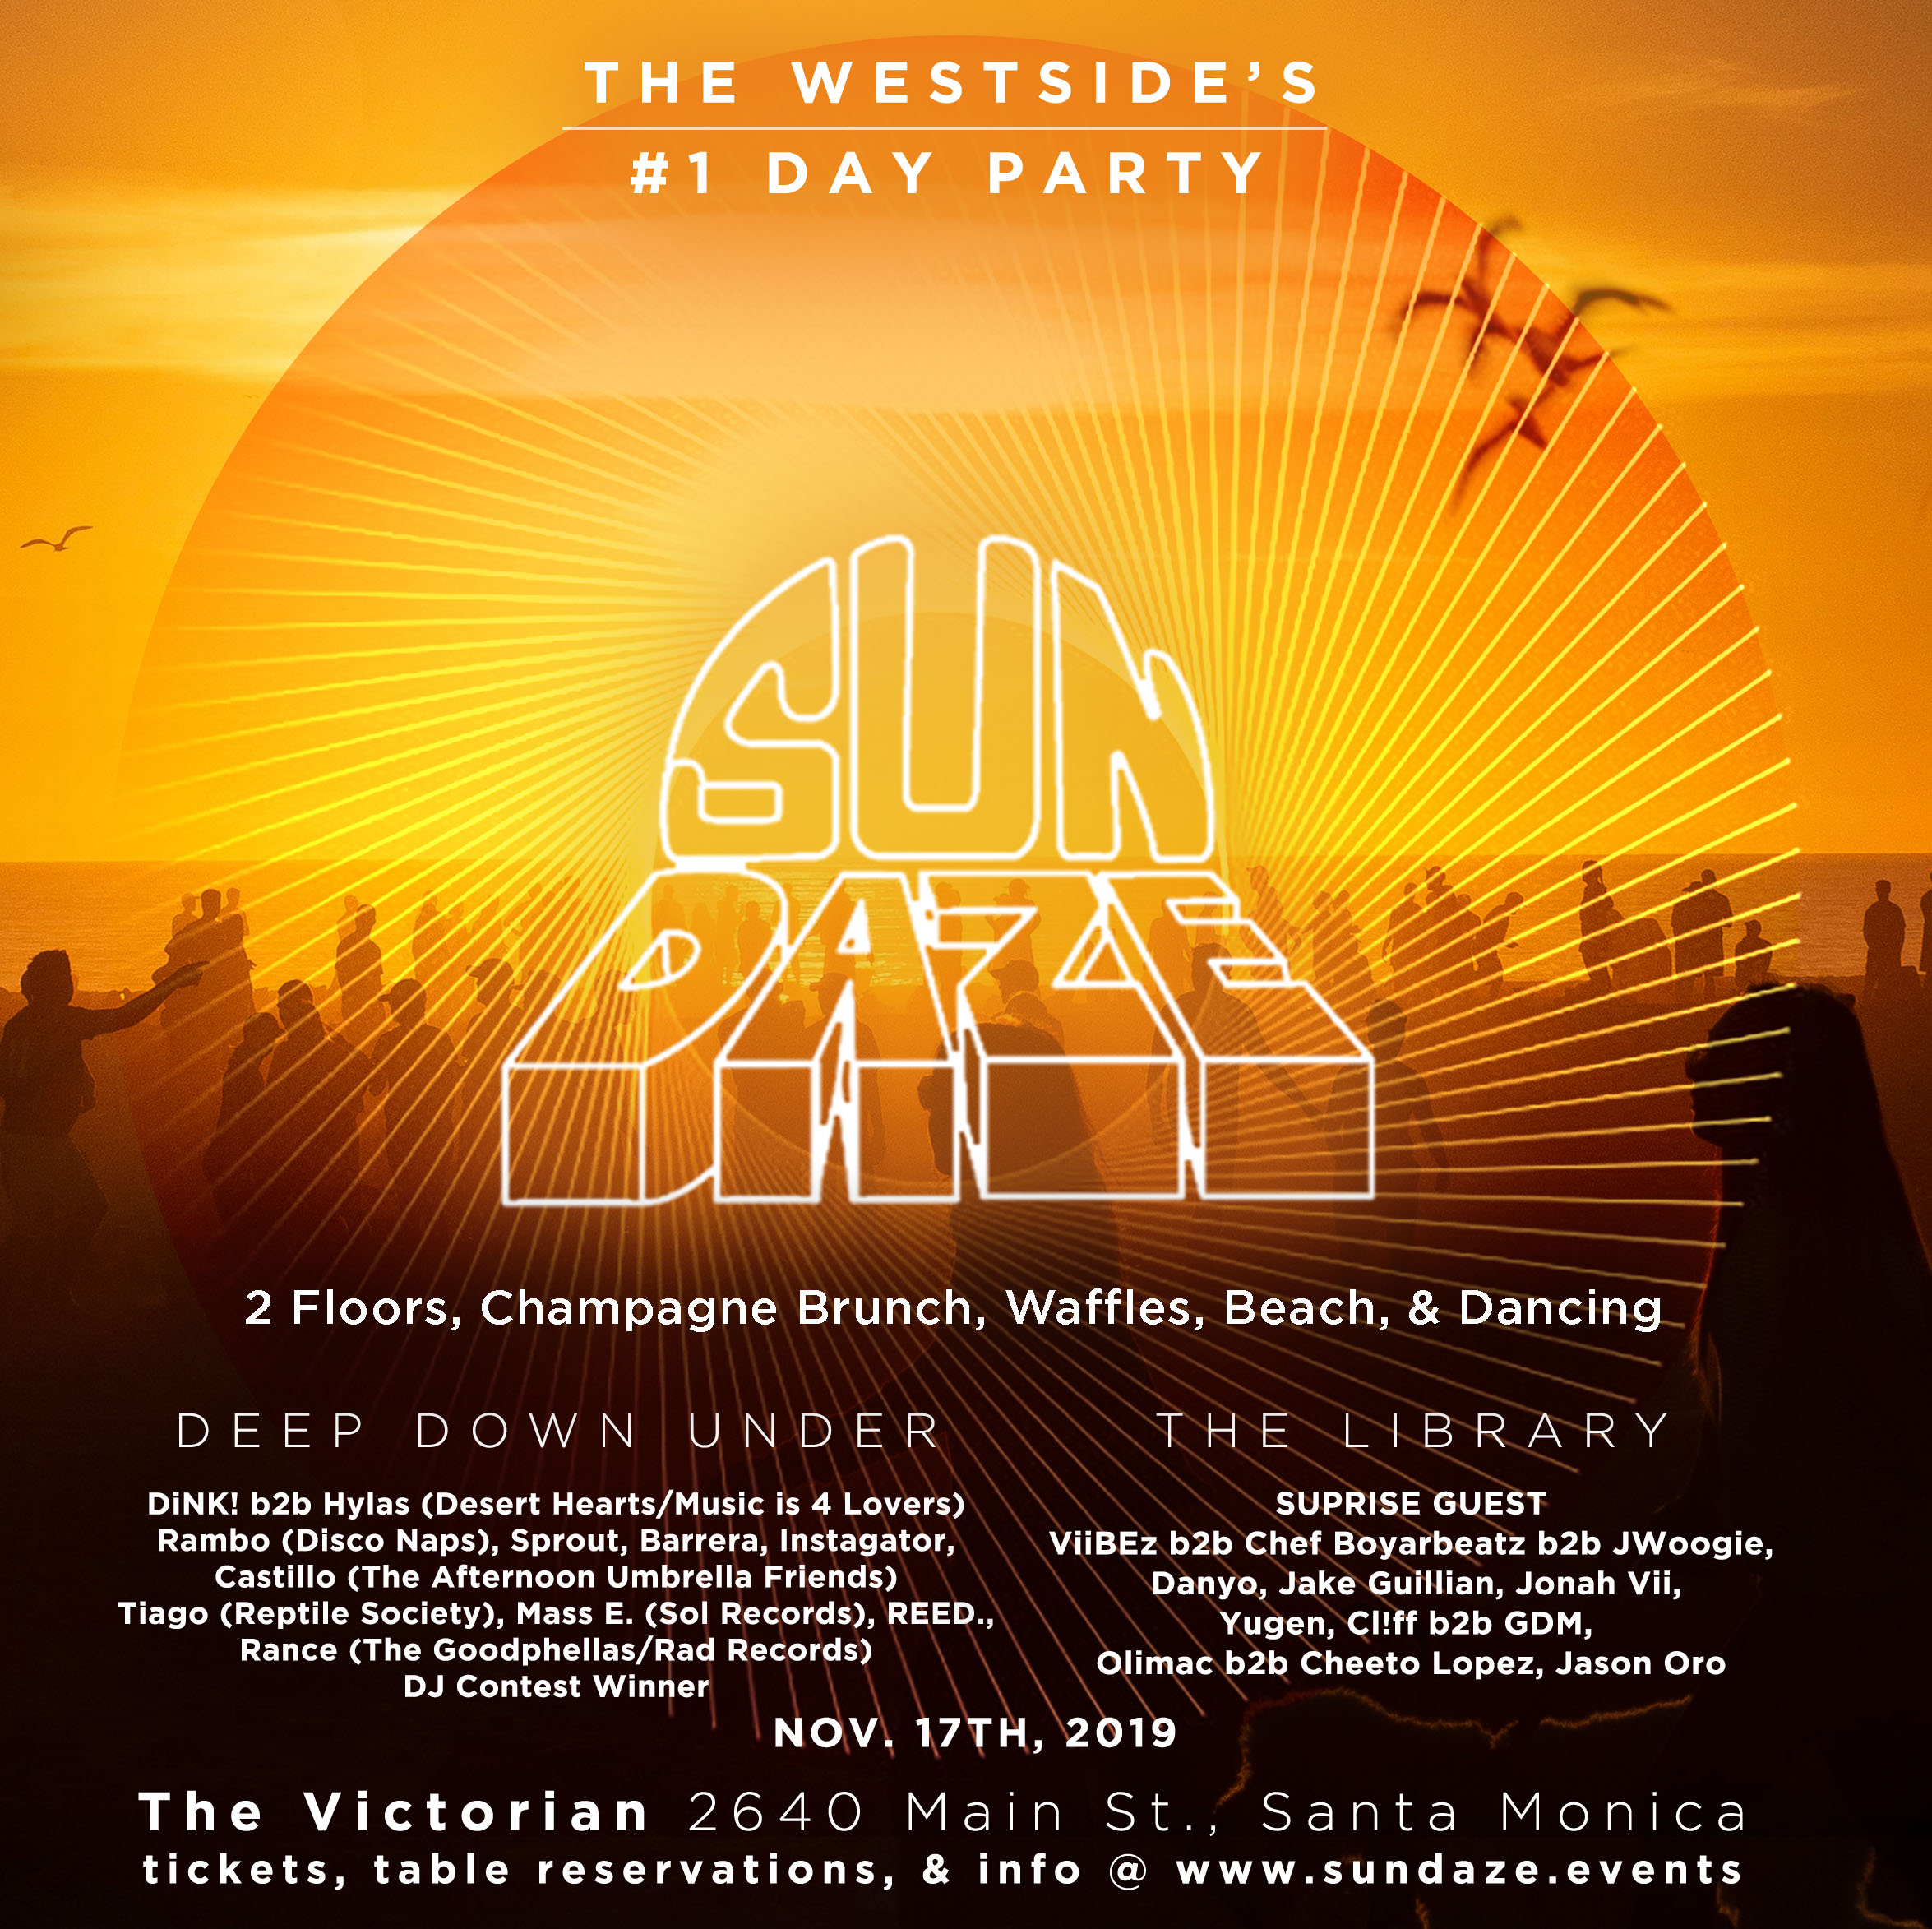 THE WESTSIDE'S
#1 DAY PARTY
SUN
DAZE
2 Floors, Champagne Brunch, Waffles, Beach, & Dancing
DEEP DOWN UNDER
DiNK! b2b Hylas (Desert Hearts/Music is 4 Lovers)
Rambo (Disco Naps), Sprout, Barrera, Instagator,
Castillo (The Afternoon Umbrella Friends)
Tiago (Reptile Society), Mass E. (Sol Records), REED.,
Rance (The Goodphellas/Rad Records)
DJ Contest Winner
THE LIBRARY
SUPRISE GUEST
ViiBEz b2b Chef Boyarbeatz b2b JWoogie,
Danyo, Jake Guillian, Jonah Vii,
Yugen, Cl!ff b2b GDM,
Olimac b2b Cheeto Lopez, Jason Oro
NOV. 17TH, 2019
The Victorian 2640 Main St., Santa Monica
tickets, table reservations, & info @ www.sundaze.events